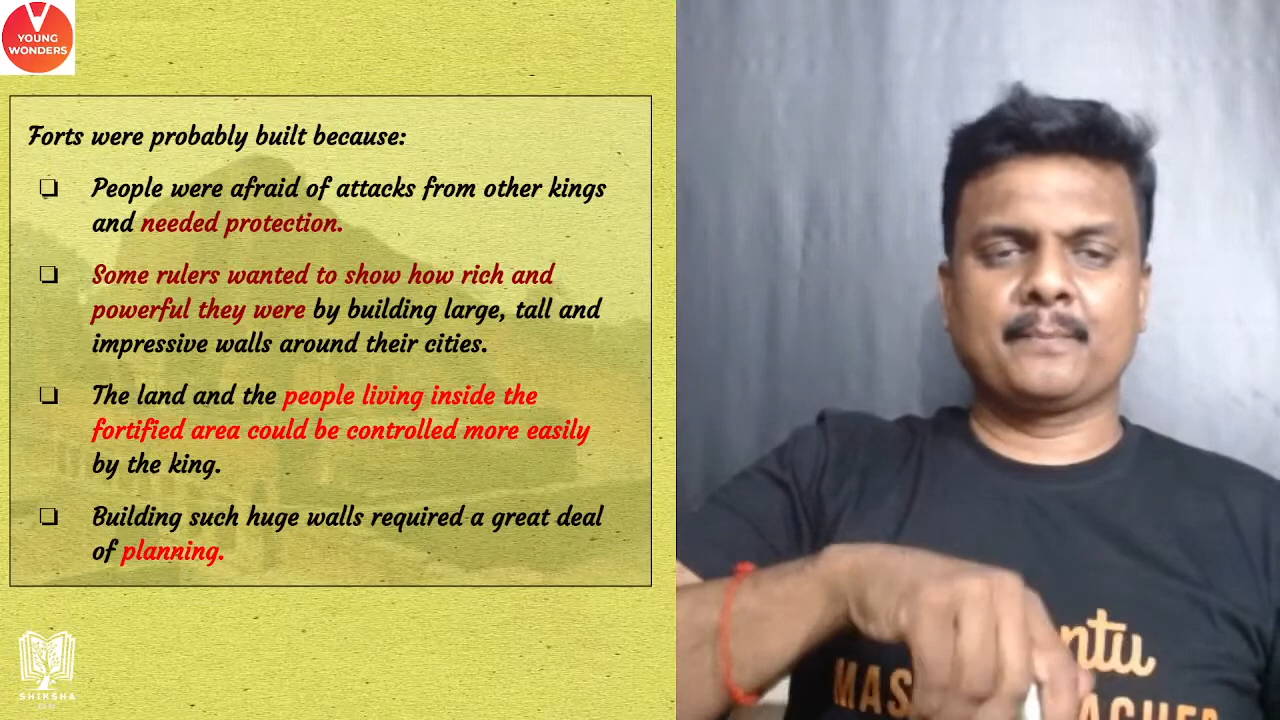 YOUNG
WONDERS
Forts were probably built because:
People were afraid of attacks from other kings
and needed protection.
Some rulers wanted to show how rich and
powerful they were by building large, tall and
impressive walls around their cities.
The land and the people living inside the
fortified area could be controlled more easily
by the king.
Building such huge walls required a great deal
of planning.
SHIKSHA